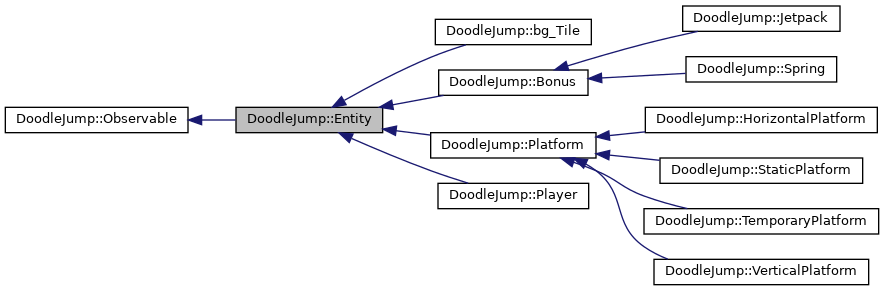 DoodleJump::Observable
DoodleJump::Entity
DoodleJump::bg_Tile
DoodleJump::Bonus
DoodleJump::Platform
DoodleJump::Player
DoodleJump::Jetpack
DoodleJump::Spring
DoodleJump::HorizontalPlatform
DoodleJump::StaticPlatform
DoodleJump::TemporaryPlatform
DoodleJump::VerticalPlatform